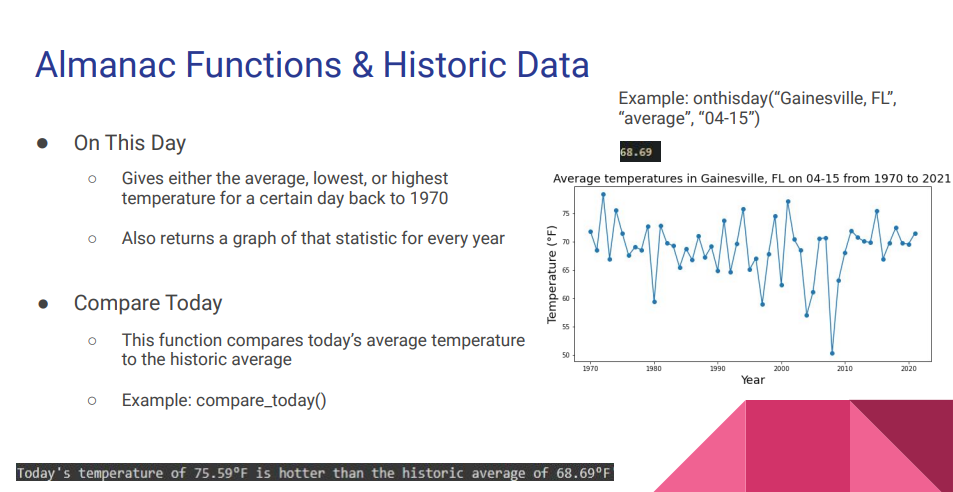 Almanac Functions & Historic Data
Example: onthisday(“Gainesville, FL”,
“average”, “04-15”)
68.69
● On This Day
○ Gives either the average, lowest, or highest
temperature for a certain day back to 1970
○ Also returns a graph of that statistic for every year
● Compare Today
○ This function compares today’s average temperature
to the historic average
○ Example: compare_today()
Average temperatures in Gainesville, FL on 04-15 from 1970 to 2021
Temperature (°F)
75
70
65
60
55
50
1970 1980 1990 2000 2010 2020
Year
Today's temperature of 75.59°F is hotter than the historic average of 68.69°F